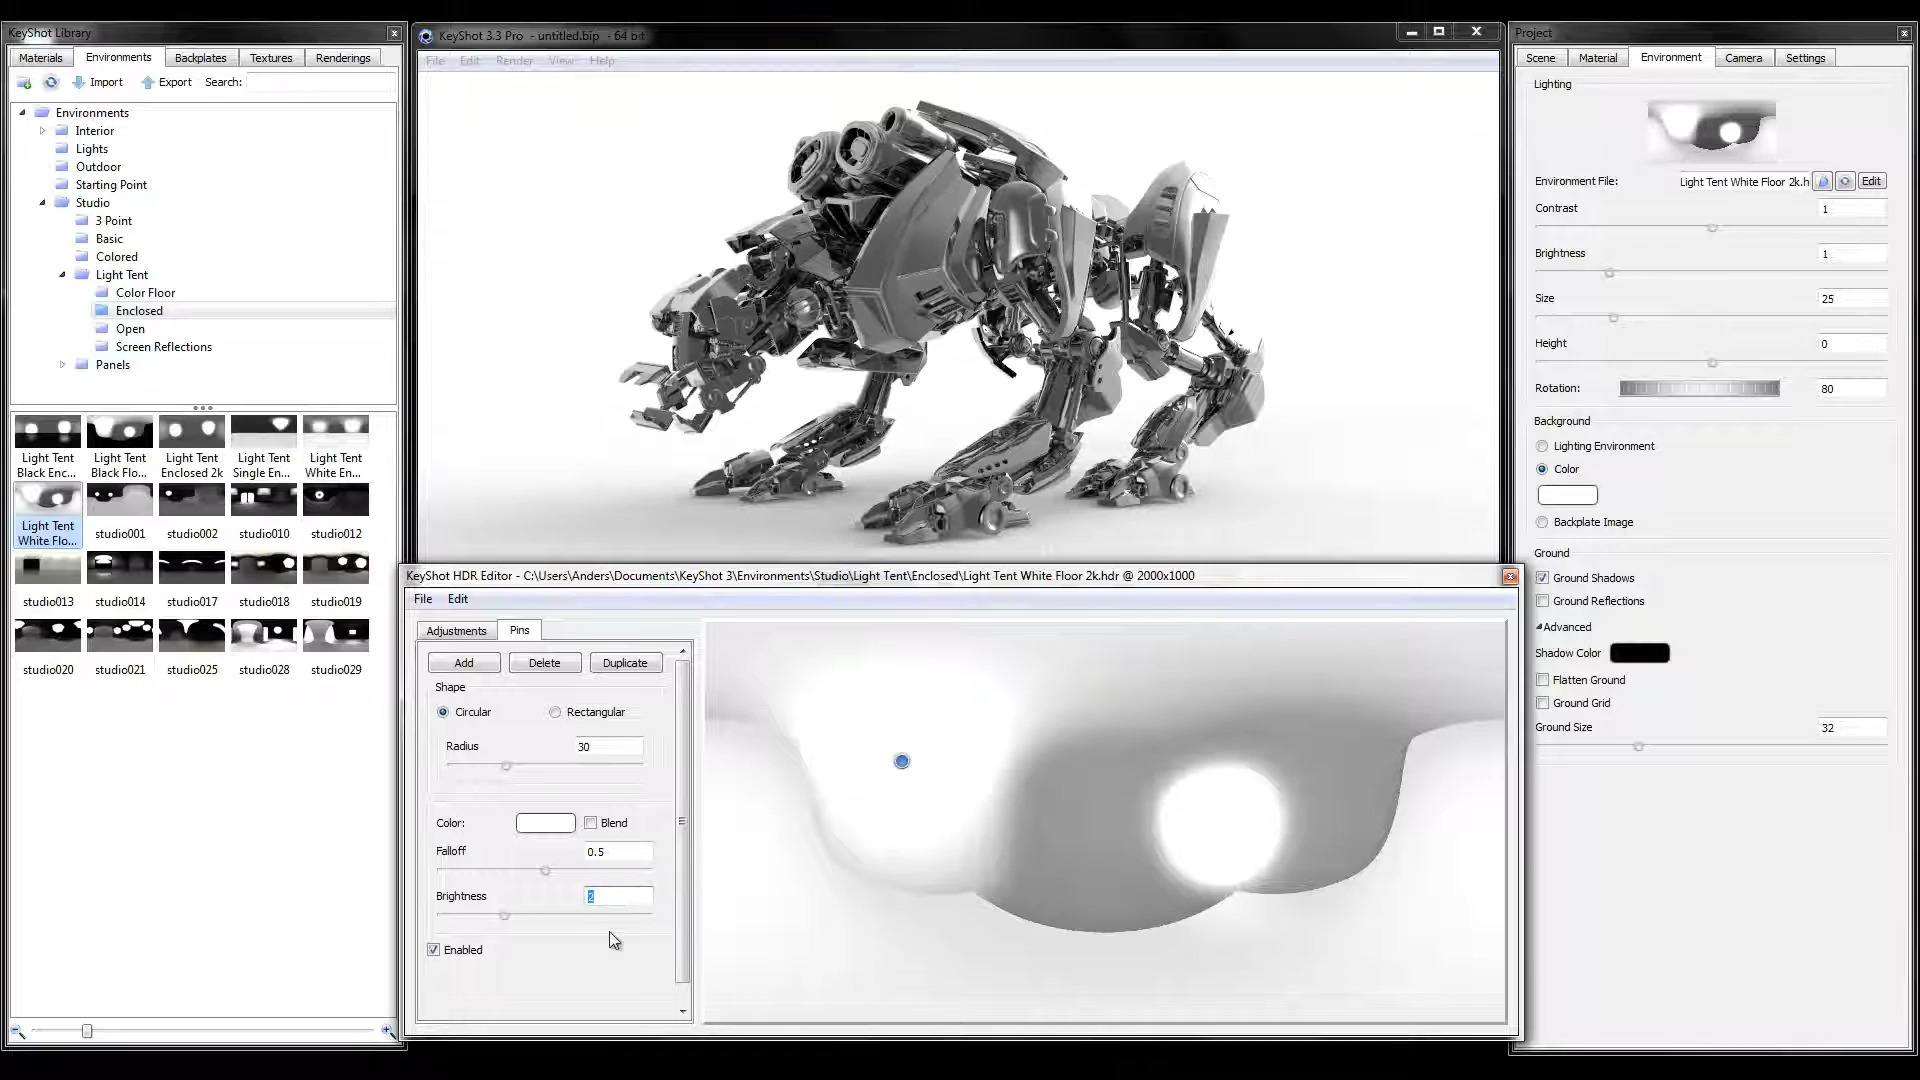 KeyShot Library
Materials Environments Backplates Textures Renderings
Import Export Search:
Environments
Interior
Lights
Outdoor
Starting Point
Studio
3 Point
Basic
Colored
Light Tent
Color Floor
Enclosed
Open
Screen Reflections
Panels
Light Tent Black Enc...
Light Tent Black Flo...
Light Tent Enclosed 2k
Light Tent Single En...
Light Tent White En...
Light Tent White Flo...
studio001 studio002 studio010 studio012
studio013 studio014 studio017 studio018 studio019
studio020 studio021 studio025 studio028 studio029
KeyShot 3.3 Pro - untitled.bip - 64 bit
File Edit Render View Help
KeyShot HDR Editor - C:\Users\Anders\Documents\KeyShot 3\Environments\Studio\Light Tent\Enclosed\Light Tent White Floor 2k.hdr @ 2000x1000
File Edit
Adjustments Pins
Add Delete Duplicate
Shape
Circular Rectangular
Radius 30
Color: Blend
Falloff 0.5
Brightness 2
Enabled
Project
Scene Material Environment Camera Settings
Lighting
Environment File: Light Tent White Floor 2k.h Edit
Contrast 1
Brightness 1
Size 25
Height 0
Rotation: 80
Background
Lighting Environment
Color
Backplate Image
Ground
Ground Shadows
Ground Reflections
Advanced
Shadow Color
Flatten Ground
Ground Grid
Ground Size 32